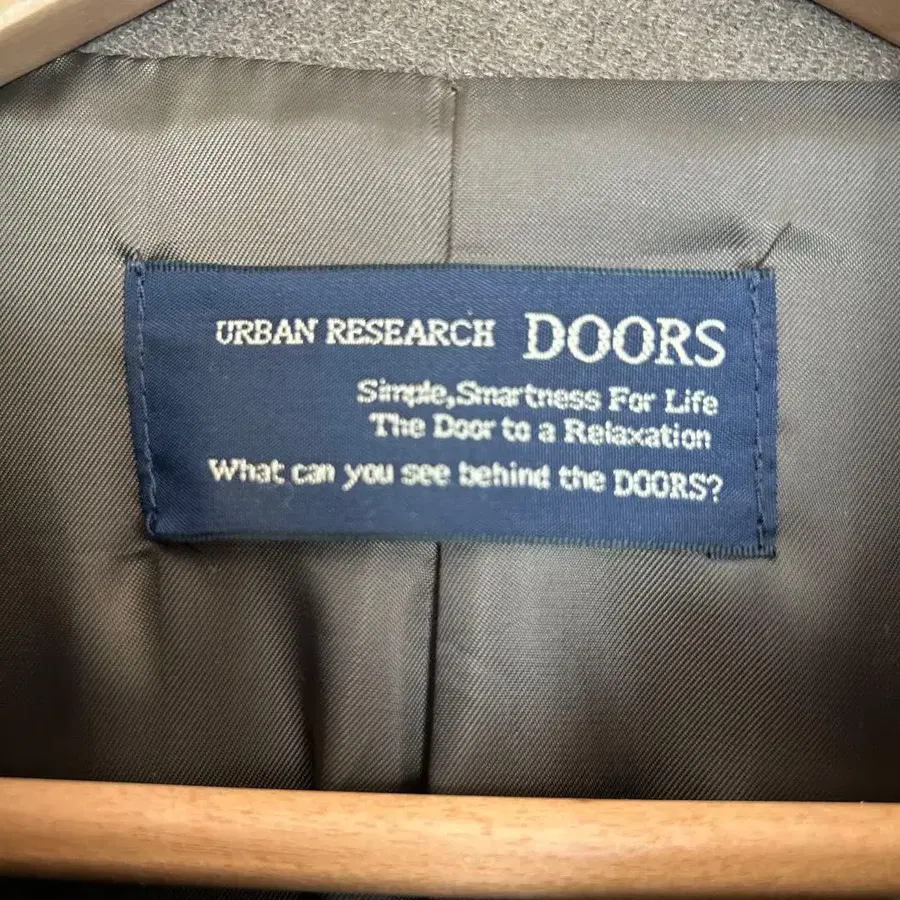 URBAN RESEARCH DOORS
Simple,Smartness For Life
The Door to a Relaxation
What can you see behind the DOORS?